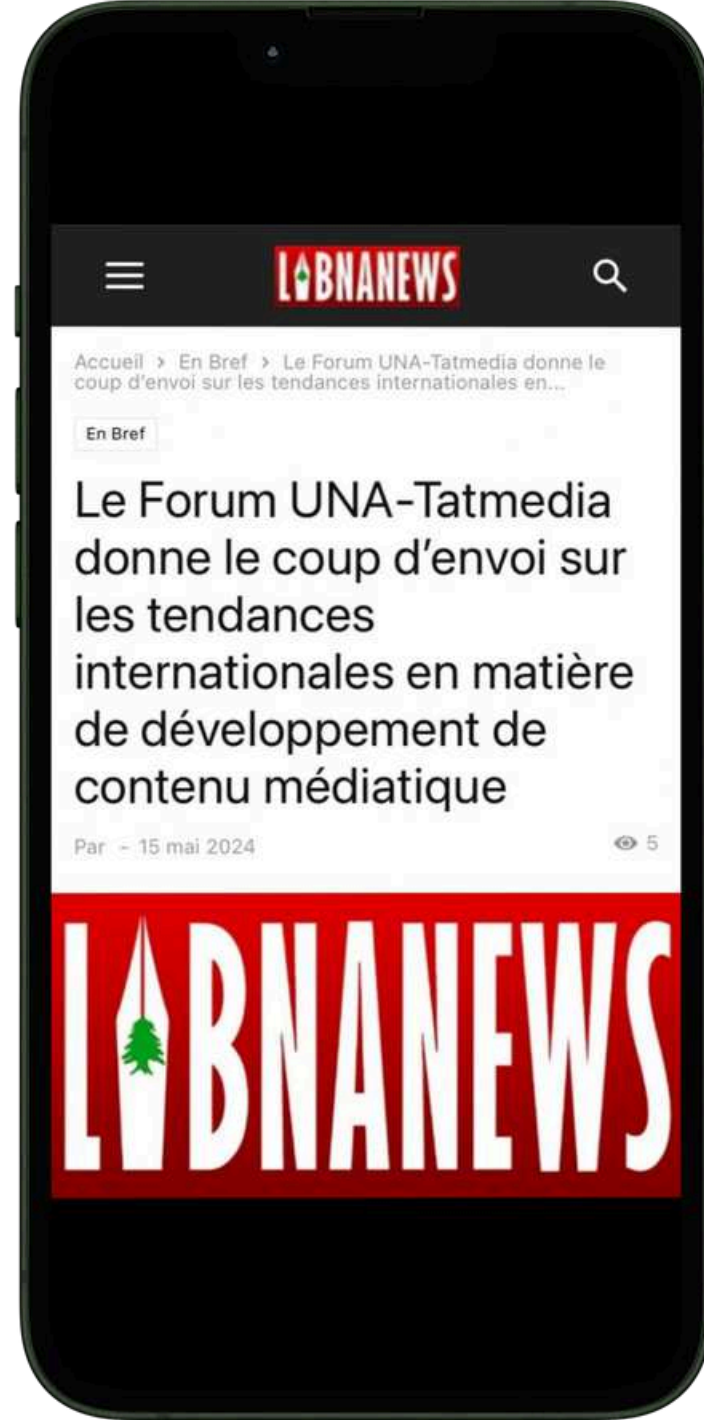 LIBNANEWS
Accueil > En Bref > Le Forum UNA-Tatmedia donne le
coup d'envoi sur les tendances internationales en...
En Bref
Le Forum UNA-Tatmedia
donne le coup d'envoi sur
les tendances
internationales en matière
de développement de
contenu médiatique
Par - 15 mai 2024
5
LIBNANEWS